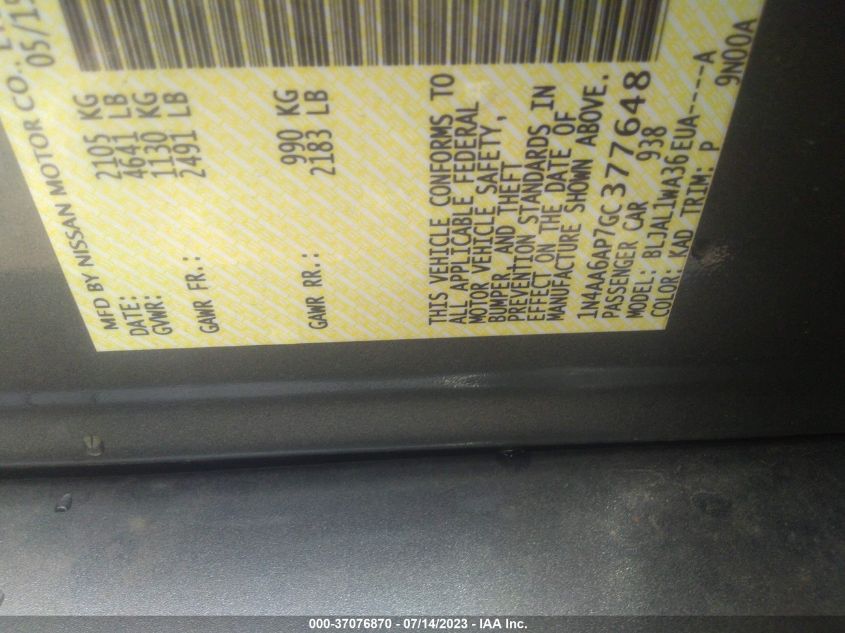 MFD BY NISSAN MOTOR CO.,
DATE: 05/15
GVWR: 2105 KG
4641 LB
GAWR FR.: 1130 KG
2491 LB
GAWR RR.: 990 KG
2183 LB
THIS VEHICLE CONFORMS TO
ALL APPLICABLE FEDERAL
MOTOR VEHICLE SAFETY,
BUMPER, AND THEFT
PREVENTION STANDARDS IN
EFFECT ON THE DATE OF
MANUFACTURE SHOWN ABOVE.
1N4AA6AP7GC377648
PASSENGER CAR 938
MODEL: BLJALLWA36EUA-----A
COLOR: KAD TRIM: P 9N00A
000-37076870 - 07/14/2023 - IAA Inc.